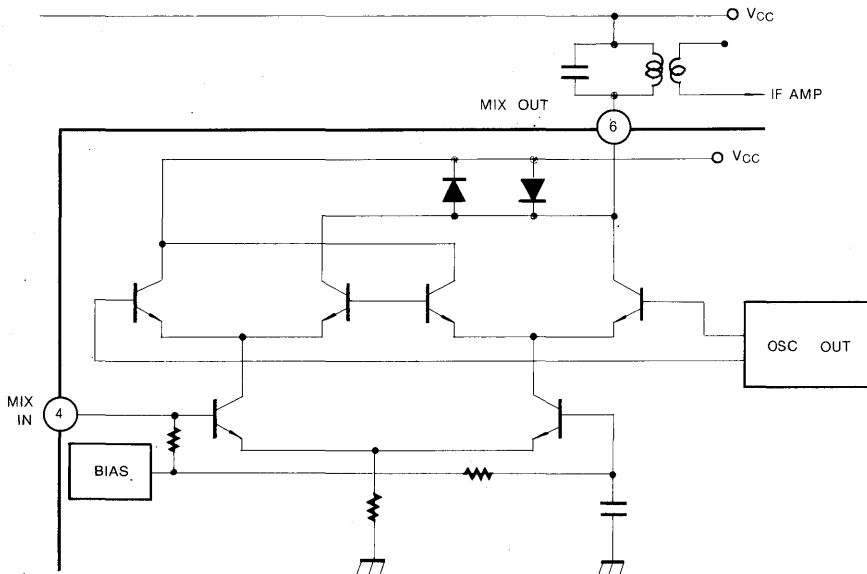 VCC
MIX OUT
IF AMP
6
VCC
OSC OUT
MIX
IN
4
BIAS